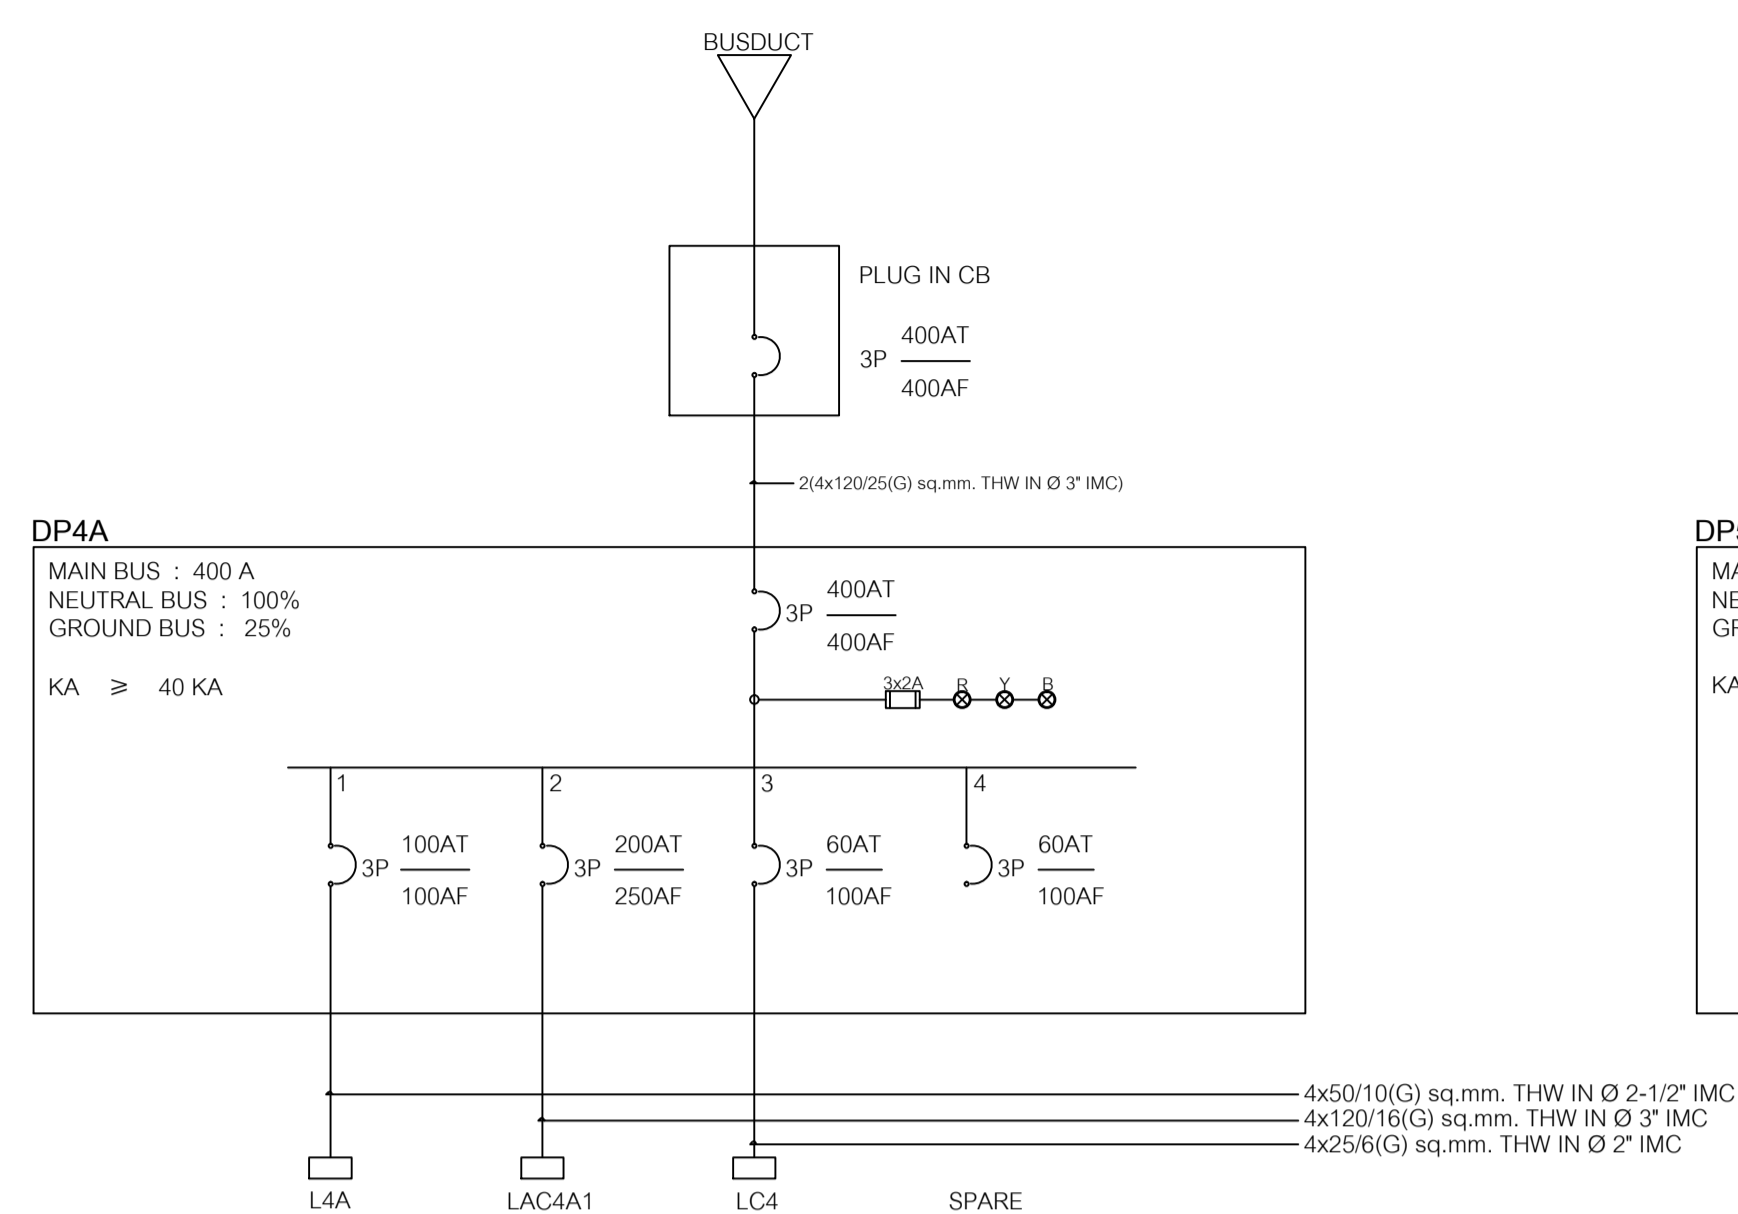 BUSDUCT
PLUG IN CB
3P
400AT
400AF
2(4x120/25(G) sq.mm. THW IN Ø 3" IMC)
DP4A
MAIN BUS : 400 A
NEUTRAL BUS : 100%
GROUND BUS : 25%
KA ≥ 40 KA
3P
400AT
400AF
3x2A
R
Y
B
1
2
3
4
3P
100AT
100AF
3P
200AT
250AF
3P
60AT
100AF
3P
60AT
100AF
4x50/10(G) sq.mm. THW IN Ø 2-1/2" IMC
4x120/16(G) sq.mm. THW IN Ø 3" IMC
4x25/6(G) sq.mm. THW IN Ø 2" IMC
L4A
LAC4A1
LC4
SPARE